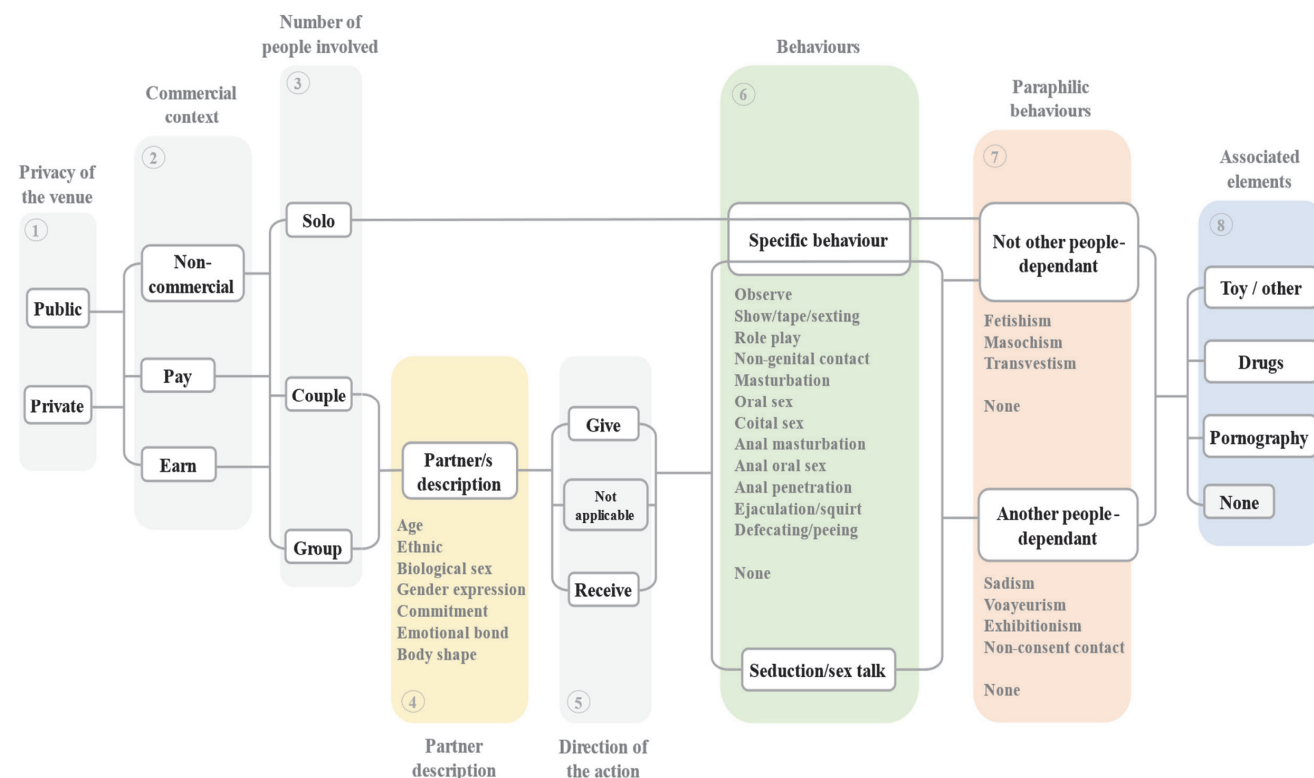 Privacy of
the venue
1
Public
Private
Commercial
context
2
Non-
commercial
Pay
Earn
Number of
people involved
3
Solo
Couple
Group
Partner/s
description
Age
Ethnic
Biological sex
Gender expression
Commitment
Emotional bond
Body shape
4
Partner
description
Give
Not
applicable
Receive
5
Direction of
the action
Behaviours
6
Specific behaviour
Observe
Show/tape/sexting
Role play
Non-genital contact
Masturbation
Oral sex
Coital sex
Anal masturbation
Anal oral sex
Anal penetration
Ejaculation/squirt
Defecating/peeing
None
Seduction/sex talk
Paraphilic
behaviours
7
Not other people-
dependant
Fetishism
Masochism
Transvestism
None
Another people-
dependant
Sadism
Voayeurism
Exhibitionism
Non-consent contact
None
Associated
elements
8
Toy / other
Drugs
Pornography
None